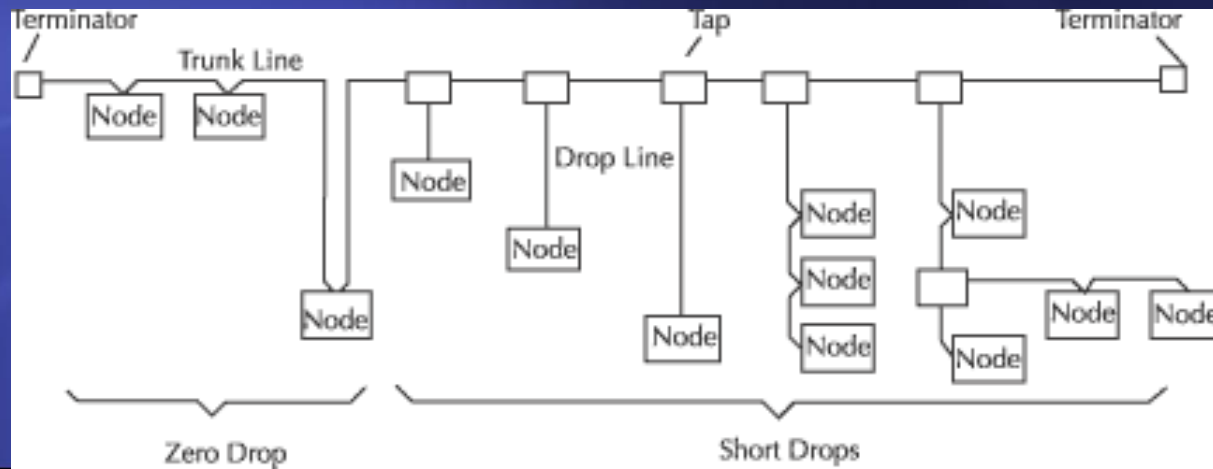 Terminator
Tap
Terminator
Trunk Line
Node
Node
Drop Line
Node
Node
Node
Node
Node
Node
Node
Node
Node
Node
Node
Node
Zero Drop
Short Drops